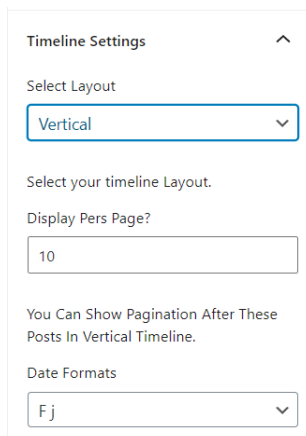 Timeline Settings
Select Layout
Vertical
Select your timeline Layout.
Display Pers Page?
10
You Can Show Pagination After These
Posts In Vertical Timeline.
Date Formats
F j